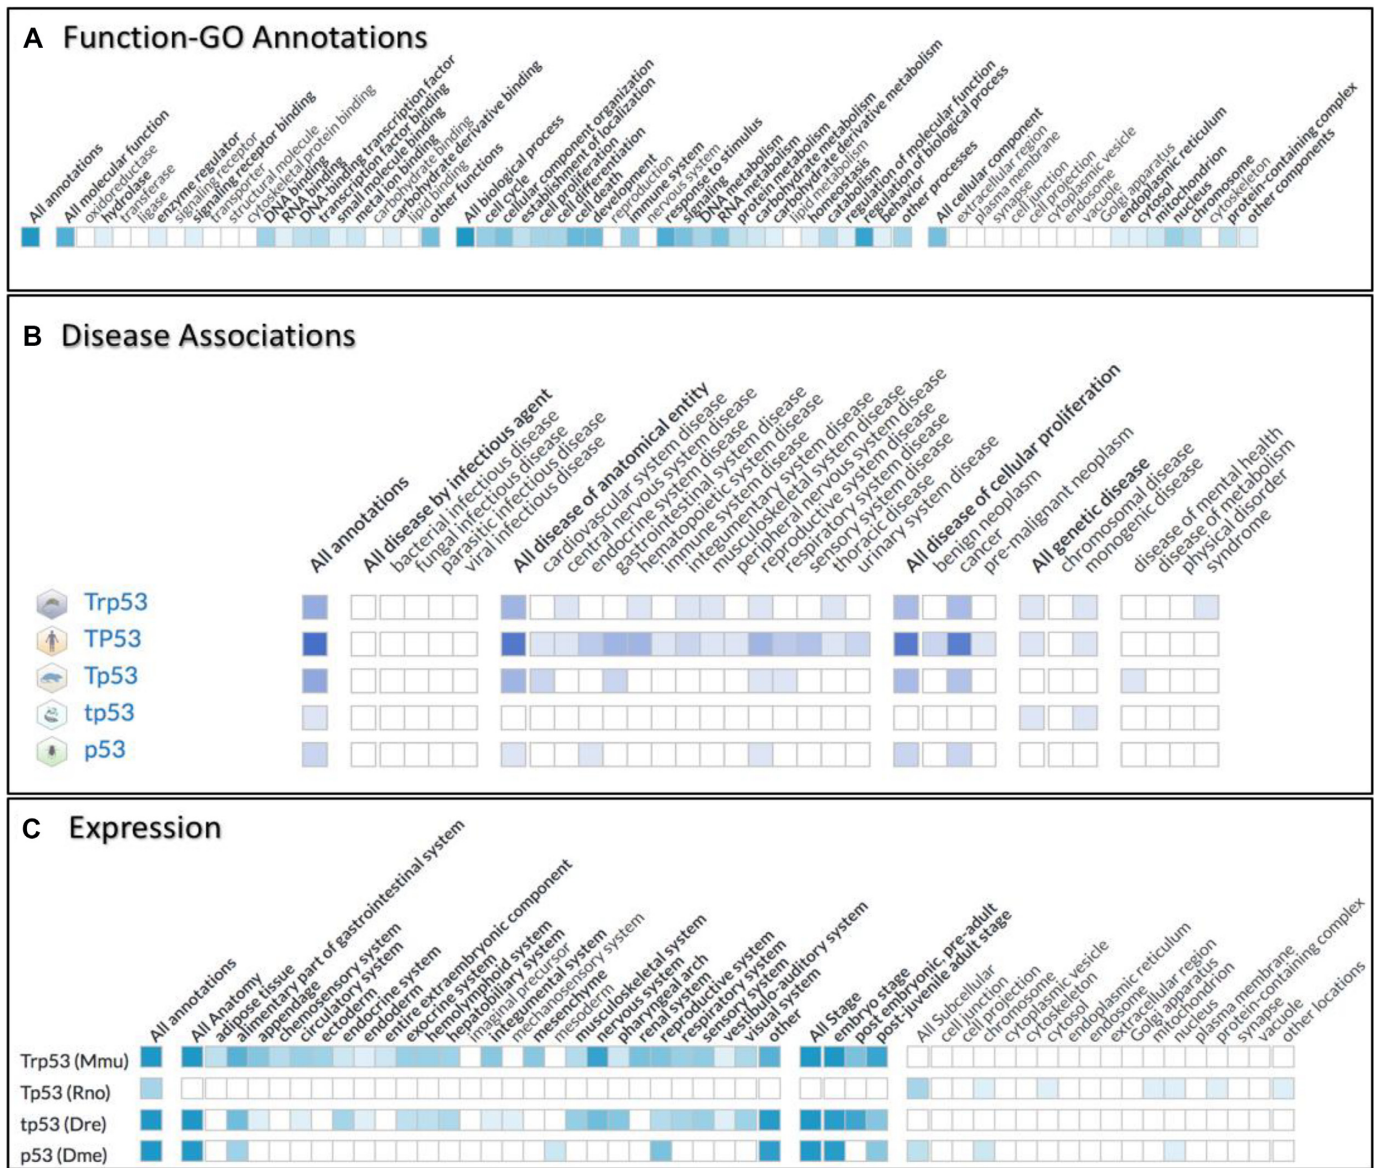 A Function-GO Annotations
All annotations
All molecular function
oxidoreductase
hydrolase
transferase
ligase
enzyme regulator
signaling receptor
signaling receptor binding
transporter
structural molecule
cytoskeletal protein binding
DNA binding
RNA binding
DNA-binding transcription factor
transcription factor binding
small molecule binding
metal ion binding
carbohydrate binding
carbohydrate derivative binding
lipid binding
other functions
All biological process
cell cycle
cellular component organization
establishment of localization
cell proliferation
cell differentiation
cell death
development
reproduction
immune system
nervous system
response to stimulus
signaling
DNA metabolism
RNA metabolism
protein metabolism
carbohydrate metabolism
carbohydrate derivative metabolism
lipid metabolism
homeostasis
catabolism
regulation of molecular function
regulation of biological process
behavior
other processes
All cellular component
extracellular region
plasma membrane
synapse
cell junction
cell projection
cytoplasmic vesicle
endosome
vacuole
Golgi apparatus
endoplasmic reticulum
cytosol
mitochondrion
nucleus
chromosome
cytoskeleton
protein-containing complex
other components
B Disease Associations
All annotations
All disease by infectious agent
bacterial infectious disease
fungal infectious disease
parasitic infectious disease
viral infectious disease
All disease of anatomical entity
cardiovascular system disease
central nervous system disease
endocrine system disease
gastrointestinal system disease
hematopoietic system disease
immune system disease
integumentary system disease
musculoskeletal system disease
peripheral nervous system disease
reproductive system disease
respiratory system disease
sensory system disease
thoracic disease
urinary system disease
All disease of cellular proliferation
benign neoplasm
cancer
pre-malignant neoplasm
All genetic disease
chromosomal disease
monogenic disease
disease of mental health
disease of metabolism
physical disorder
syndrome
Trp53
TP53
Tp53
tp53
p53
C Expression
All annotations
All Anatomy
adipose tissue
alimentary part of gastrointestinal system
appendage
chemosensory system
circulatory system
ectoderm
endocrine system
endoderm
entire extraembryonic component
exocrine system
hemolymphoid system
hepatobiliary system
imaginal precursor
integumental system
mechanosensory system
mesenchyme
mesoderm
musculoskeletal system
nervous system
pharyngeal arch
renal system
reproductive system
respiratory system
sensory system
vestibulo-auditory system
visual system
other
All Stage
embryo stage
post embryonic, pre-adult
post-juvenile adult stage
All Subcellular
cell junction
cell projection
chromosome
cytoplasmic vesicle
cytoskeleton
cytosol
endoplasmic reticulum
endosome
extracellular region
Golgi apparatus
mitochondrion
nucleus
plasma membrane
protein-containing complex
synapse
vacuole
other locations
Trp53 (Mmu)
Tp53 (Rno)
tp53 (Dre)
p53 (Dme)